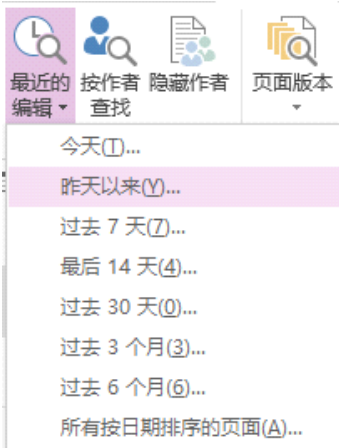 最近的 按作者 隐藏作者 页面版本
编辑 查找
今天(T)...
昨天以来(Y)...
过去 7 天(7)...
最后 14 天(4)...
过去 30 天(0)...
过去 3 个月(3)...
过去 6 个月(6)...
所有按日期排序的页面(A)...